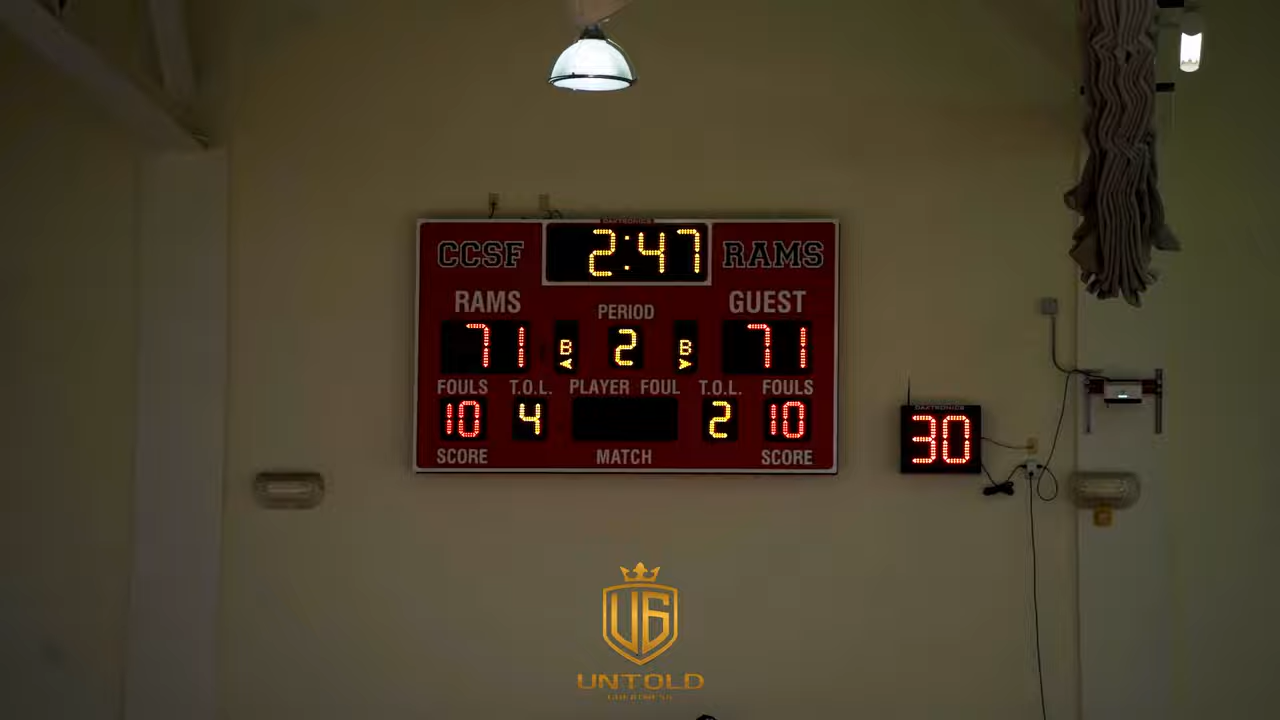 DAKTRONICS
CCSF 2:47 RAMS
RAMS PERIOD GUEST
71 B 2 B 71
FOULS T.O.L. PLAYER FOUL T.O.L. FOULS
10 4 2 10
SCORE MATCH SCORE
DAKTRONICS
30
UG
UNTOLD